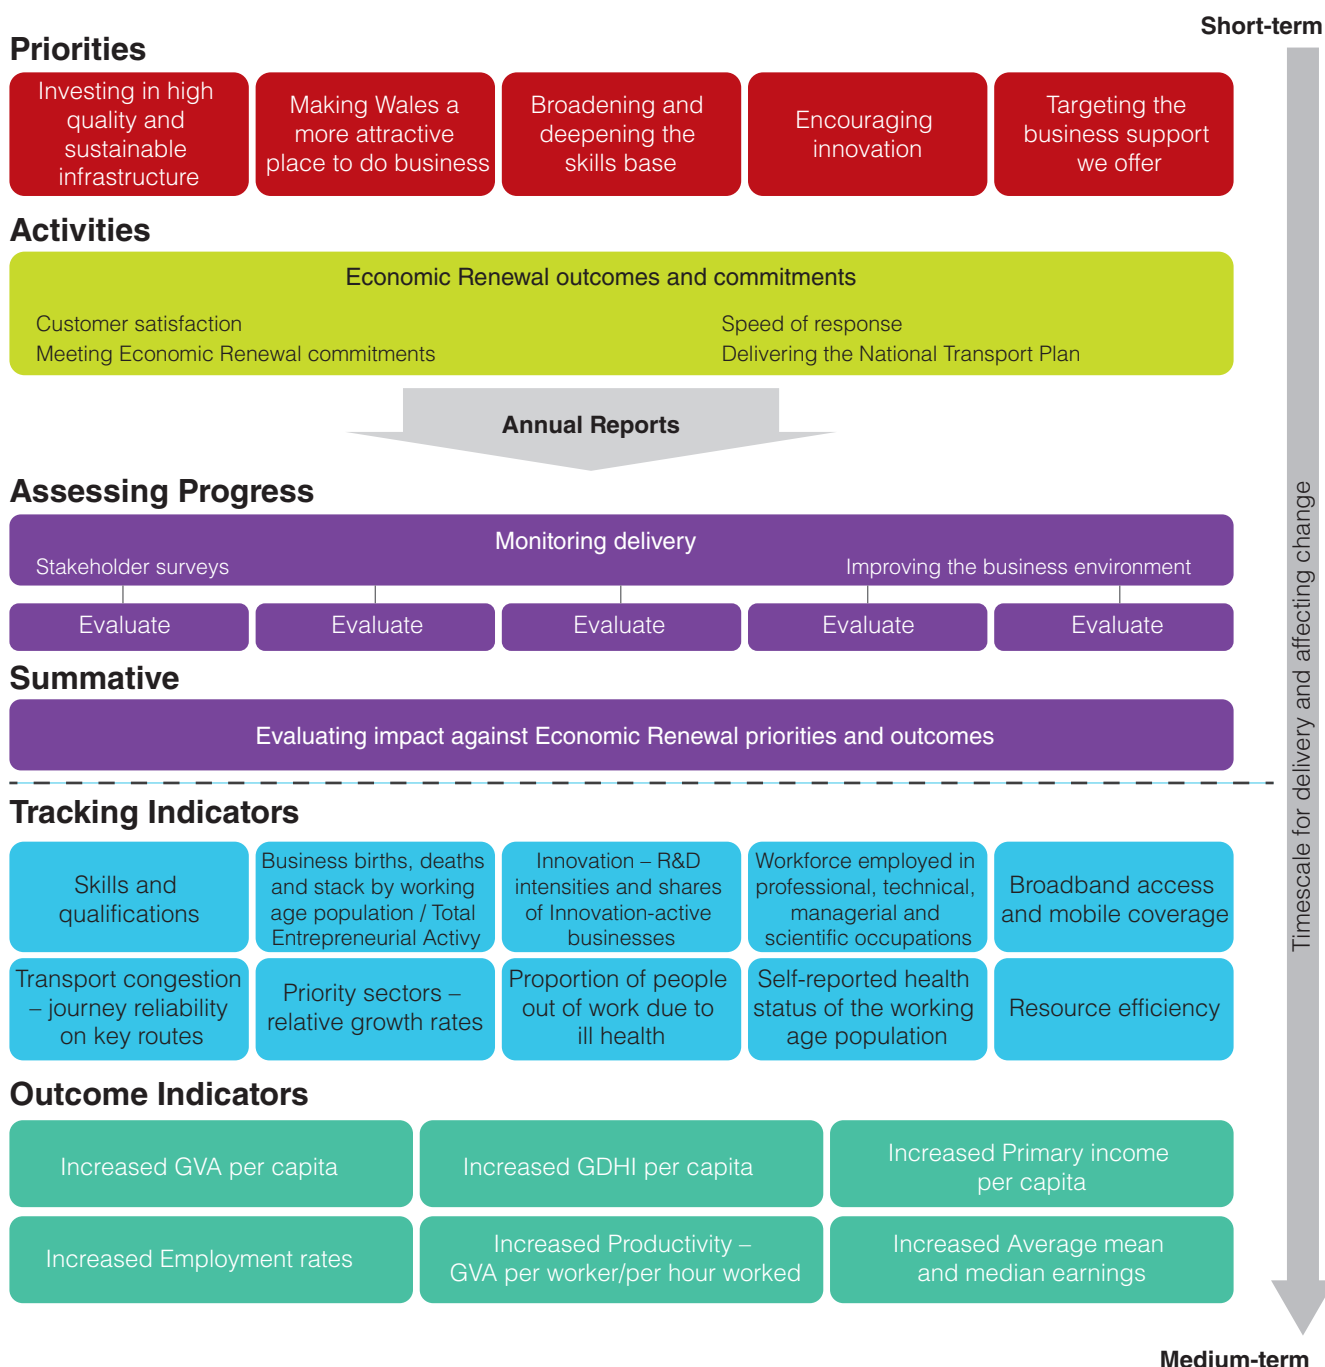 Short-term
Priorities
Investing in high
quality and
sustainable
infrastructure
Making Wales a
more attractive
place to do business
Broadening and
deepening the
skills base
Encouraging
innovation
Targeting the
business support
we offer
Activities
Economic Renewal outcomes and commitments
Customer satisfaction
Meeting Economic Renewal commitments
Speed of response
Delivering the National Transport Plan
Annual Reports
Assessing Progress
Monitoring delivery
Stakeholder surveys
Improving the business environment
Evaluate
Evaluate
Evaluate
Evaluate
Evaluate
Summative
Evaluating impact against Economic Renewal priorities and outcomes
Tracking Indicators
Skills and
qualifications
Business births, deaths
and stack by working
age population / Total
Entrepreneurial Activy
Innovation – R&D
intensities and shares
of Innovation-active
businesses
Workforce employed in
professional, technical,
managerial and
scientific occupations
Broadband access
and mobile coverage
Transport congestion
– journey reliability
on key routes
Priority sectors –
relative growth rates
Proportion of people
out of work due to
ill health
Self-reported health
status of the working
age population
Resource efficiency
Outcome Indicators
Increased GVA per capita
Increased GDHI per capita
Increased Primary income
per capita
Increased Employment rates
Increased Productivity –
GVA per worker/per hour worked
Increased Average mean
and median earnings
Timescale for delivery and affecting change
Medium-term